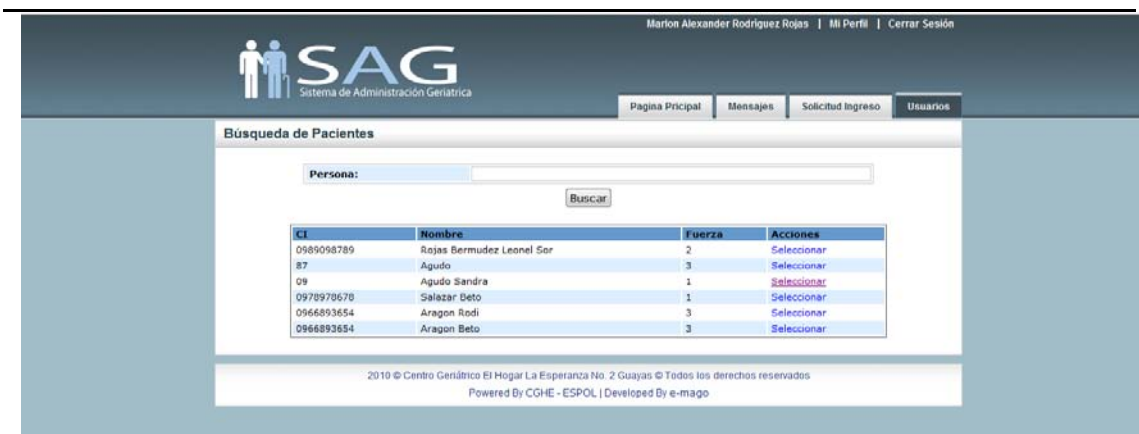 Marlon Alexander Rodriguez Rojas | Mi Perfil | Cerrar Sesión
SAG
Sistema de Administración Geriatrica
Pagina Pricipal Mensajes Solicitud Ingreso Usuarios
Búsqueda de Pacientes
Persona:
Buscar
CI Nombre Fuerza Acciones
0989098789 Rojas Bermudez Leonel Sor 2 Seleccionar
87 Agudo 3 Seleccionar
09 Agudo Sandra 1 Seleccionar
0978978678 Salazar Beto 1 Seleccionar
0966893654 Aragon Rodi 3 Seleccionar
0966893654 Aragon Beto 3 Seleccionar
2010 © Centro Geriátrico El Hogar La Esperanza No. 2 Guayas © Todos los derechos reservados
Powered By CGHE - ESPOL | Developed By e-mago